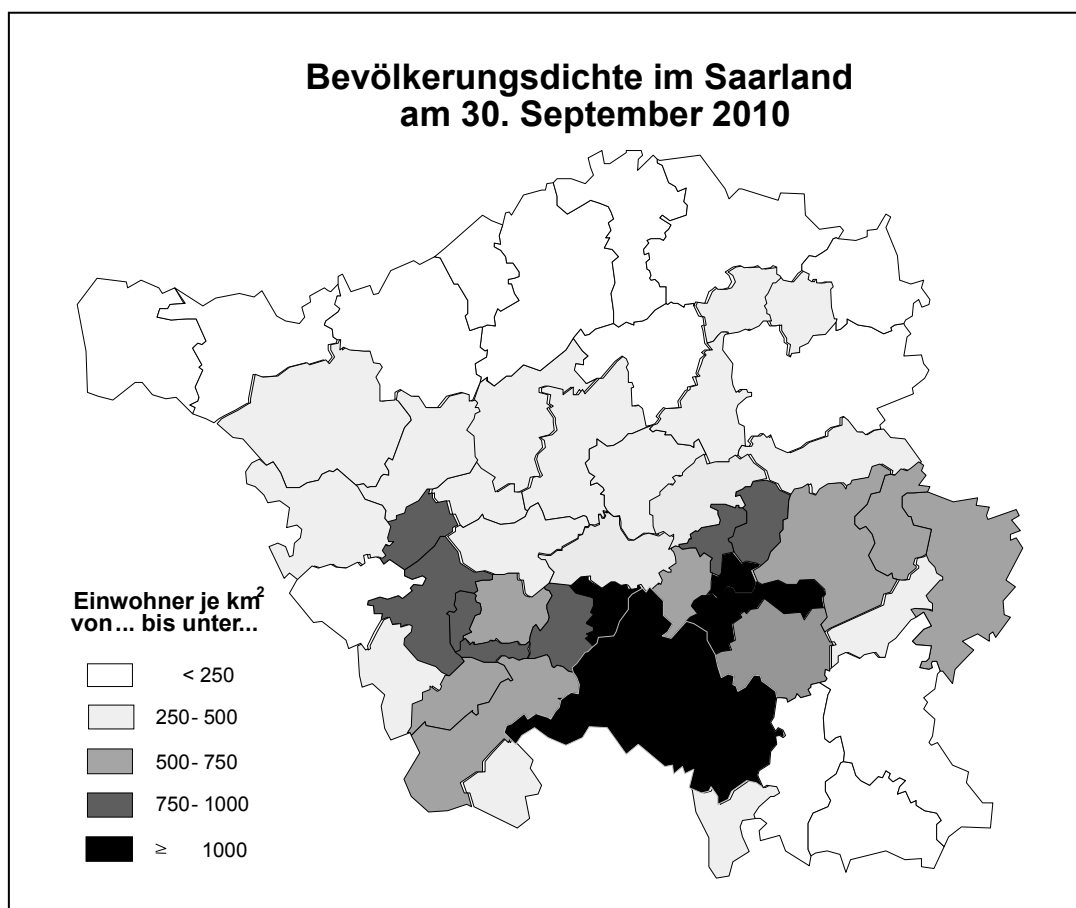 Bevölkerungsdichte im Saarland
am 30. September 2010
Einwohner je km²
von ... bis unter...
< 250
250 - 500
500 - 750
750 - 1000
≥ 1000